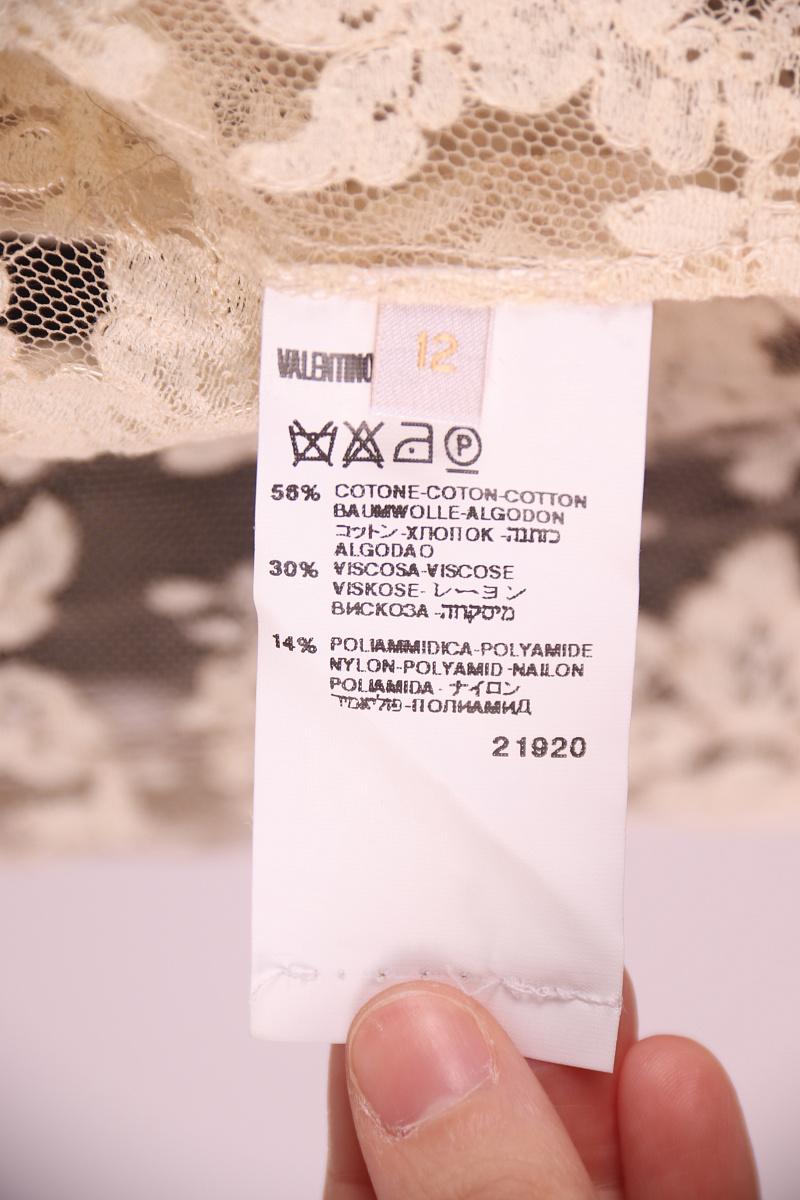 VALENTINO
12
P
56% COTONE-COTON-COTTON
BAUMWOLLE-ALGODON
コットン-ХЛОПОК -כותנה
ALGODAO
30% VISCOSA-VISCOSE
VISKOSE- レーヨン
ВИСКОЗА -מיסקוזה
14% POLIAMMIDICA-POLYAMIDE
NYLON-POLYAMID-NAILON
POLIAMIDA - ナイロン
-ПОЛИАМИД
21920